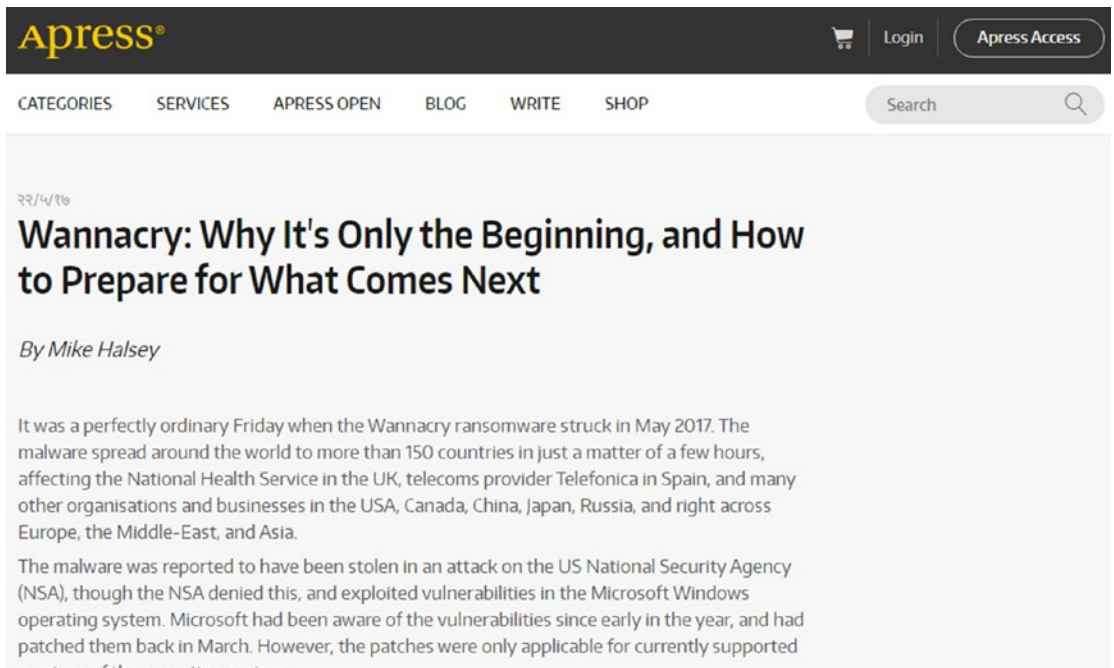 Apress®
Login
Apress Access
CATEGORIES SERVICES APRESS OPEN BLOG WRITE SHOP
Search
२२/५/१७
Wannacry: Why It's Only the Beginning, and How
to Prepare for What Comes Next
By Mike Halsey
It was a perfectly ordinary Friday when the Wannacry ransomware struck in May 2017. The
malware spread around the world to more than 150 countries in just a matter of a few hours,
affecting the National Health Service in the UK, telecoms provider Telefonica in Spain, and many
other organisations and businesses in the USA, Canada, China, Japan, Russia, and right across
Europe, the Middle-East, and Asia.
The malware was reported to have been stolen in an attack on the US National Security Agency
(NSA), though the NSA denied this, and exploited vulnerabilities in the Microsoft Windows
operating system. Microsoft had been aware of the vulnerabilities since early in the year, and had
patched them back in March. However, the patches were only applicable for currently supported